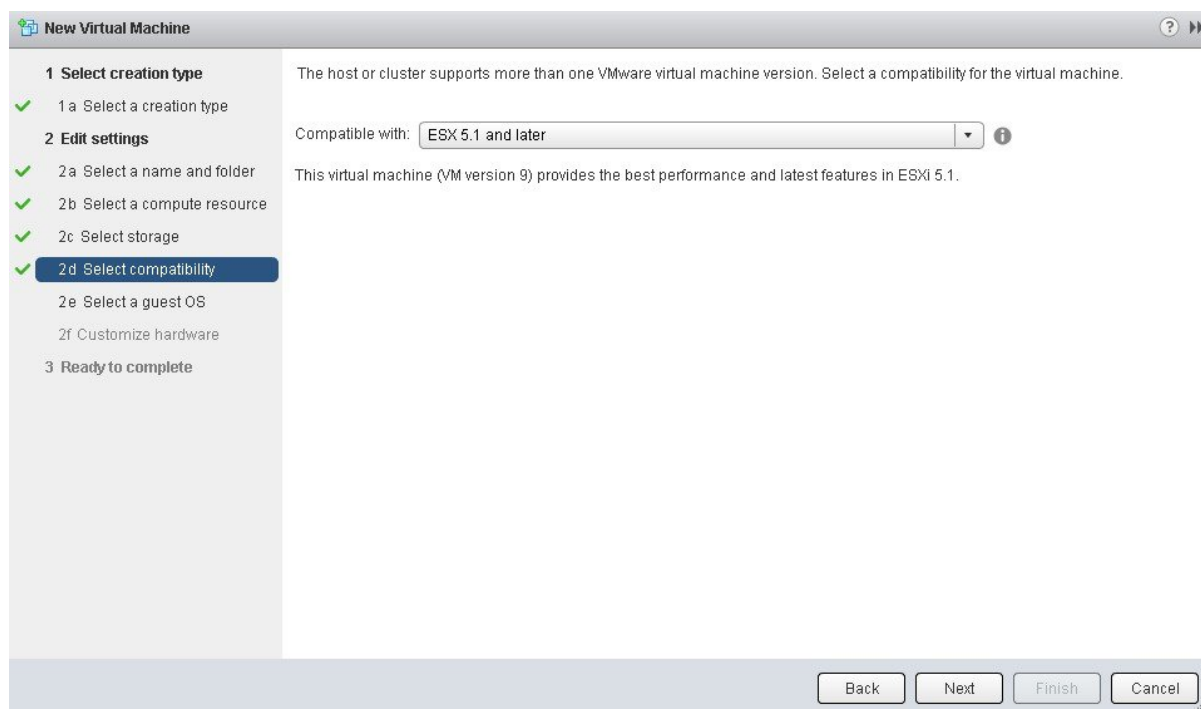 New Virtual Machine
1 Select creation type
1a Select a creation type
2 Edit settings
2a Select a name and folder
2b Select a compute resource
2c Select storage
2d Select compatibility
2e Select a guest OS
2f Customize hardware
3 Ready to complete
The host or cluster supports more than one VMware virtual machine version. Select a compatibility for the virtual machine.
Compatible with: ESX 5.1 and later
This virtual machine (VM version 9) provides the best performance and latest features in ESXi 5.1.
Back Next Finish Cancel